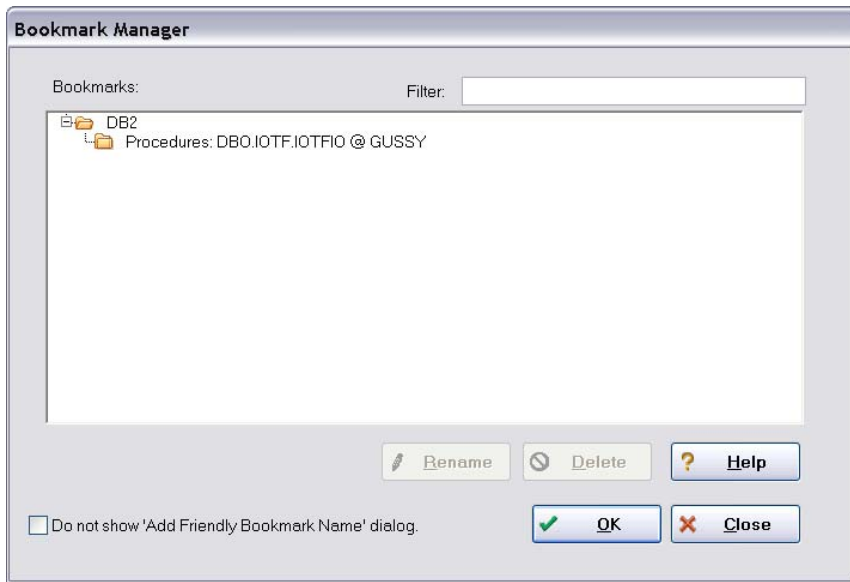 Bookmark Manager
Bookmarks:
Filter:
DB2
Procedures: DBO.IOTF.IOTFIO @ GUSSY
Rename
Delete
Help
Do not show 'Add Friendly Bookmark Name' dialog.
OK
Close